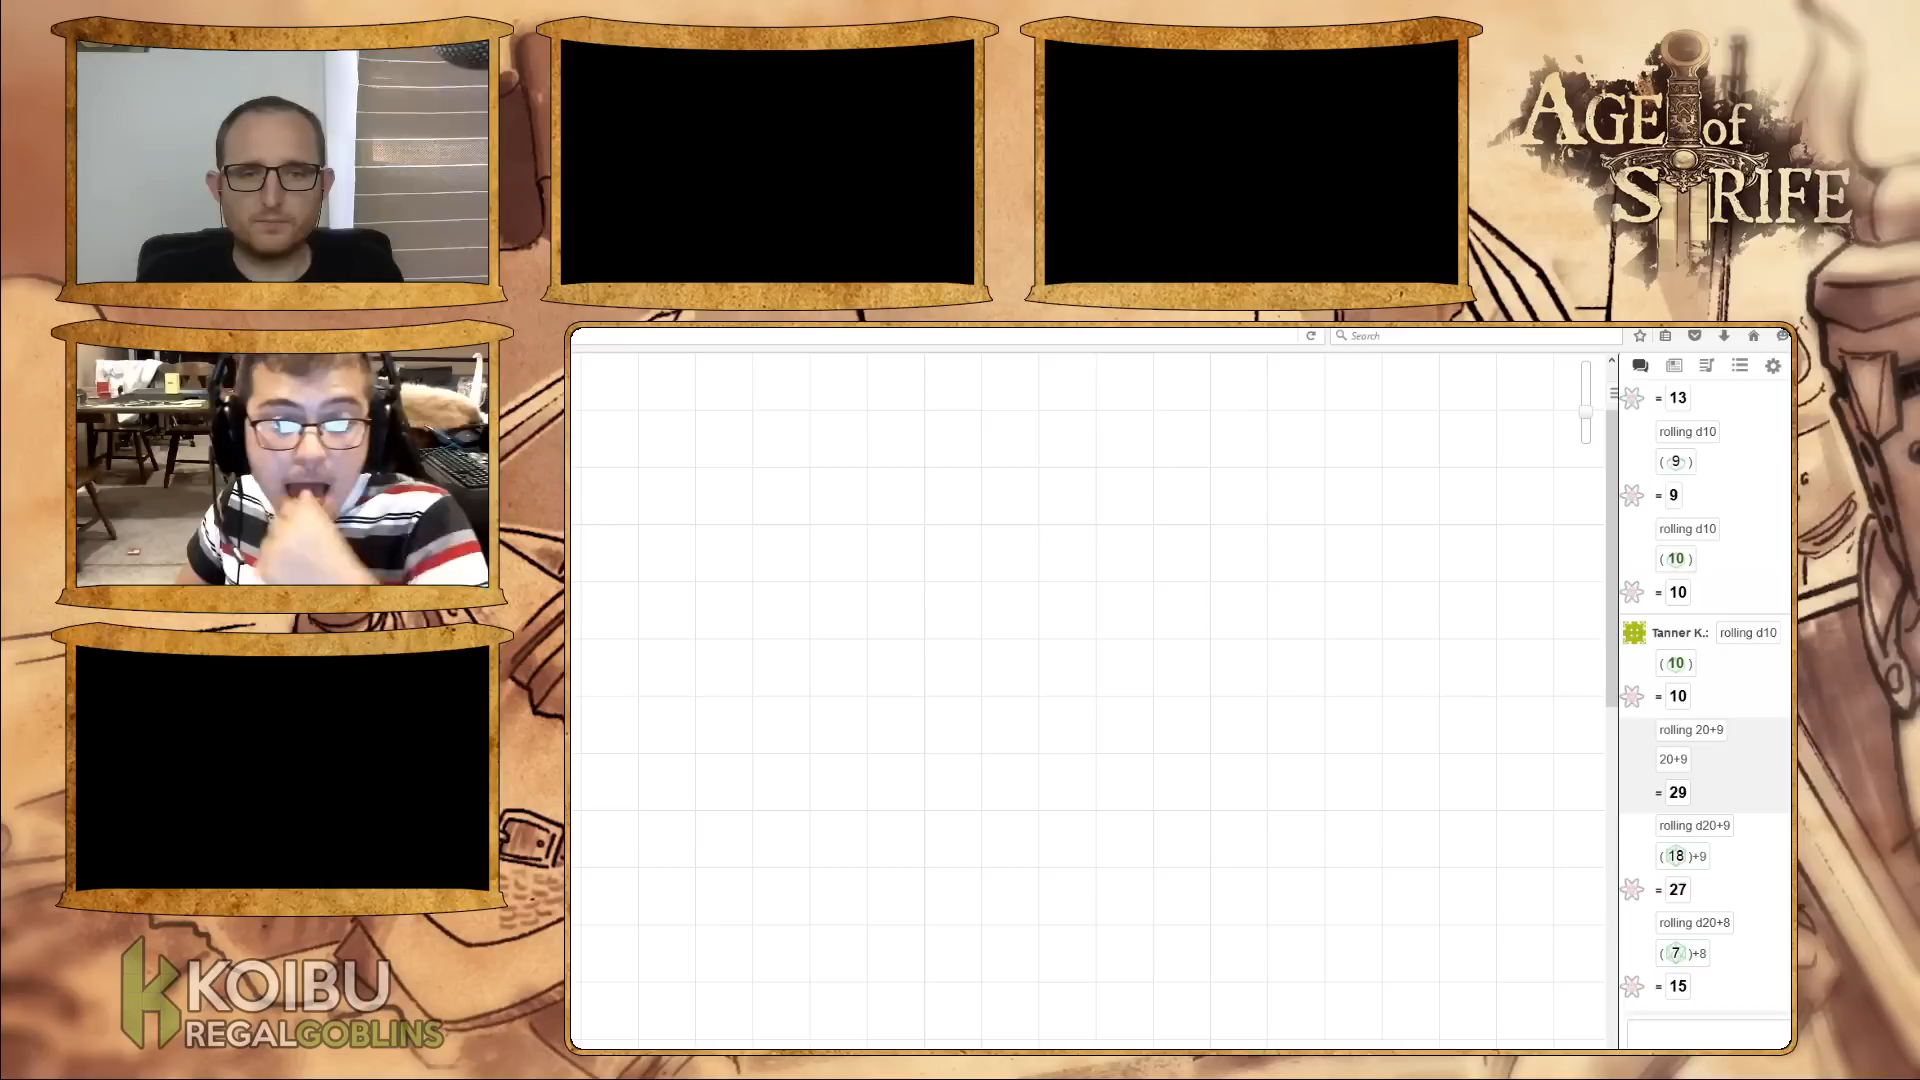 AGE of
STRIFE
Search
= 13
rolling d10
( 9 )
= 9
rolling d10
( 10 )
= 10
Tanner K.: rolling d10
( 10 )
= 10
rolling 20+9
20+9
= 29
rolling d20+9
( 18 )+9
= 27
rolling d20+8
( 7 )+8
= 15
KOIBU
REGALGOBLINS